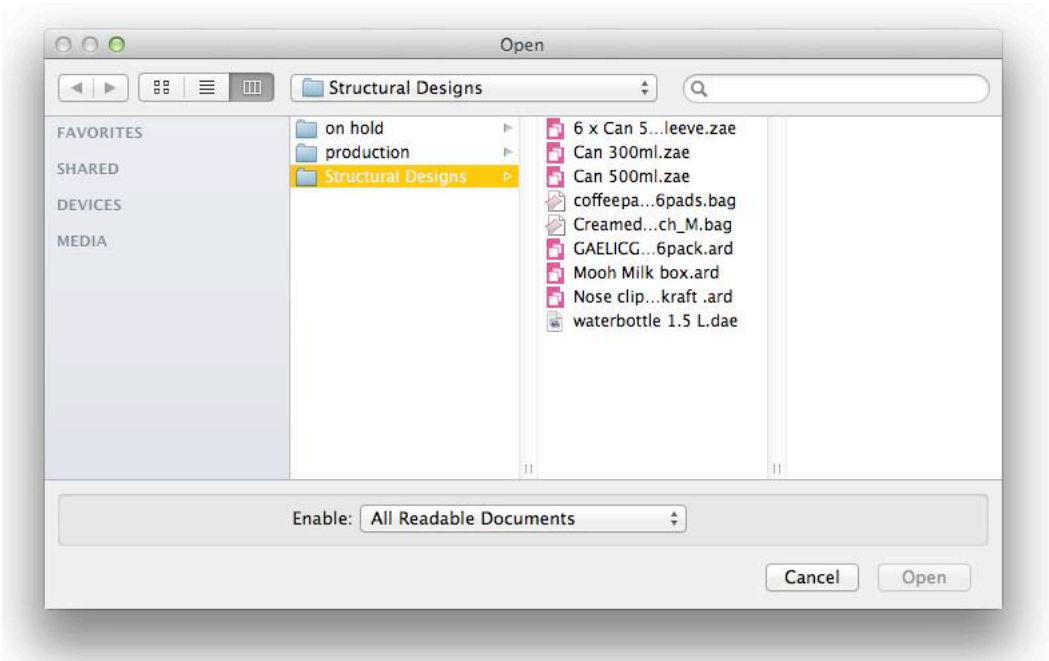 Open
Structural Designs
FAVORITES
SHARED
DEVICES
MEDIA
on hold
production
Structural Designs
6 x Can 5...leeve.zae
Can 300ml.zae
Can 500ml.zae
coffeepa...6pads.bag
Creamed...ch_M.bag
GAELICG...6pack.ard
Mooh Milk box.ard
Nose clip...kraft .ard
waterbottle 1.5 L.dae
Enable: All Readable Documents
Cancel Open